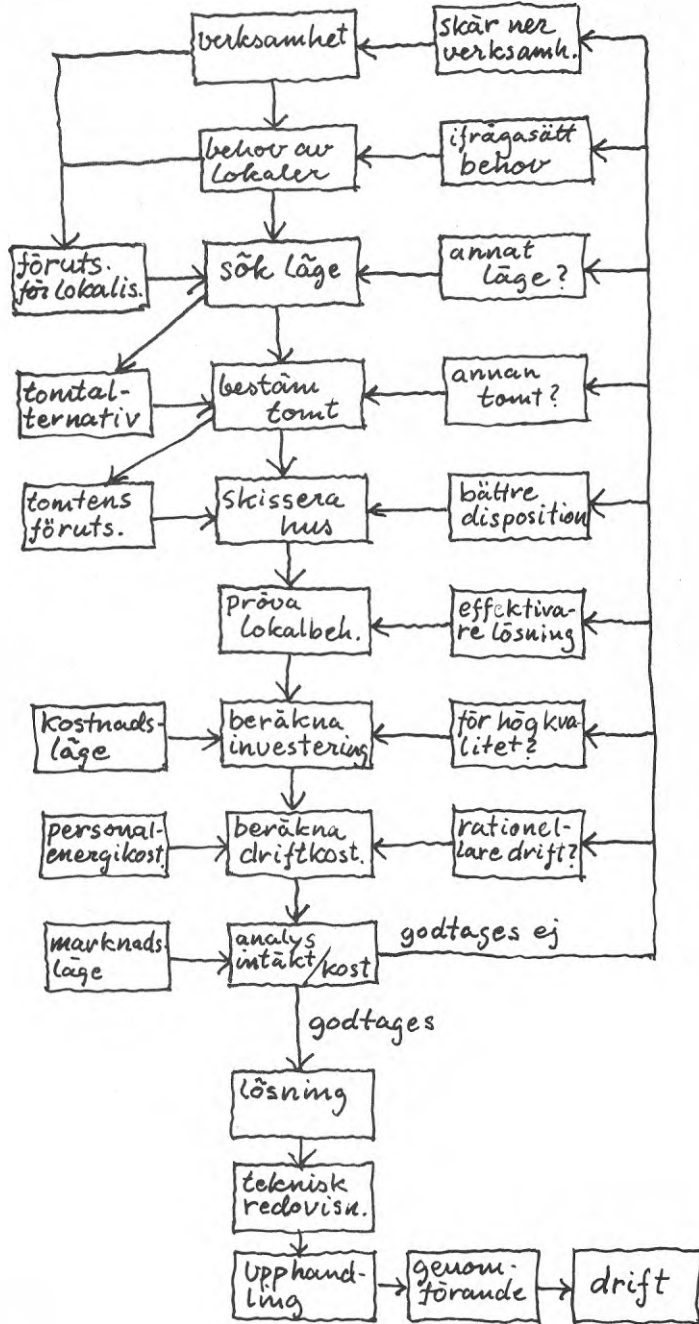 verksamhet
skär ner
verksamh.
behov av
lokaler
ifrågasätt
behov
föruts.
för lokalis.
sök läge
annat
läge?
tomtal-
ternativ
bestäm
tomt
annan
tomt?
tomtens
föruts.
skissera
hus
bättre
disposition
pröva
lokalbeh.
effektiva-
re lösning
kostnads-
läge
beräkna
investering
för hög kva-
litet?
personal-
energikost.
beräkna
driftkost.
rationel-
lare drift?
marknads-
läge
analys
intäkt/kost
godtages ej
godtages
lösning
teknisk
redovisn.
upphand-
ling
genom-
förande
drift